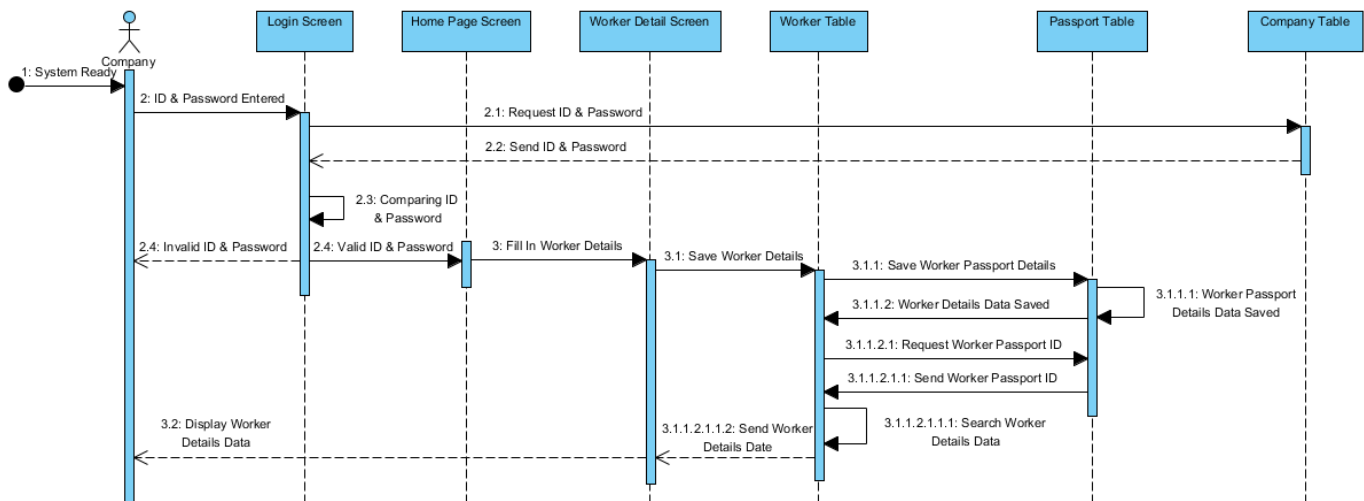 Login Screen
Home Page Screen
Worker Detail Screen
Worker Table
Passport Table
Company Table
Company
1: System Ready
2: ID & Password Entered
2.1: Request ID & Password
2.2: Send ID & Password
2.3: Comparing ID
& Password
2.4: Invalid ID & Password
2.4: Valid ID & Password
3: Fill In Worker Details
3.1: Save Worker Details
3.1.1: Save Worker Passport Details
3.1.1.1: Worker Passport
Details Data Saved
3.1.1.2: Worker Details Data Saved
3.1.1.2.1: Request Worker Passport ID
3.1.1.2.1.1: Send Worker Passport ID
3.1.1.2.1.1.1: Search Worker
Details Data
3.1.1.2.1.1.2: Send Worker
Details Date
3.2: Display Worker
Details Data